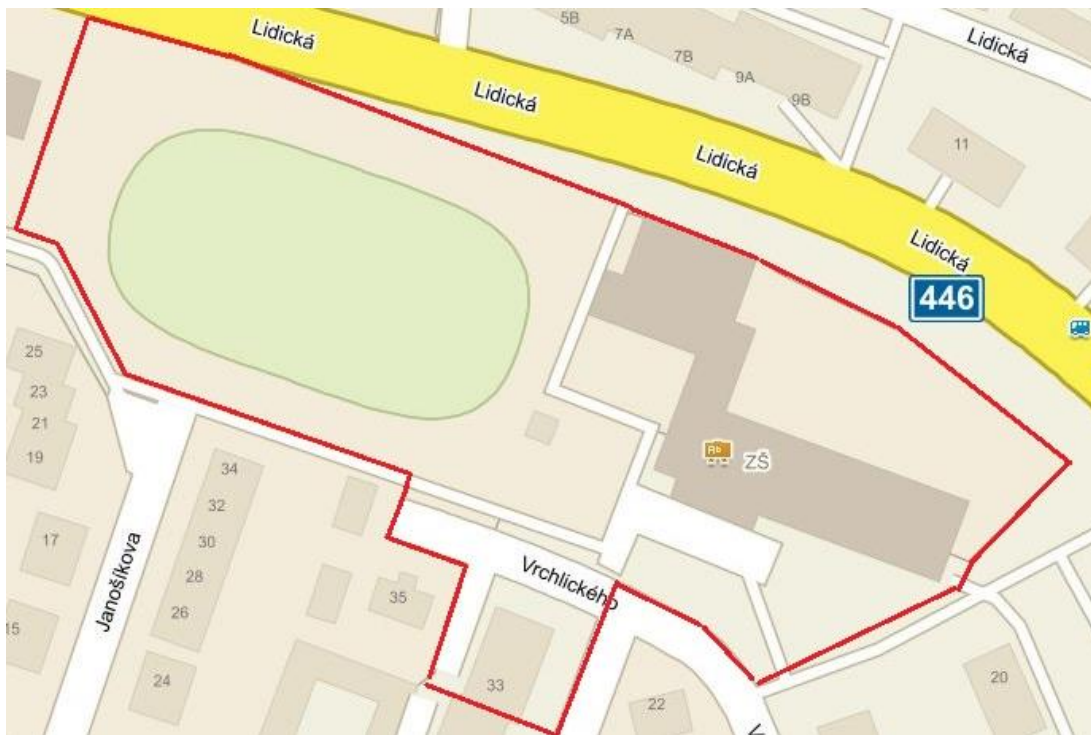 Lidická
5B
7A
7B
9A
9B
Lidická
Lidická
11
Lidická
Lidická
446
25
23
21
19
17
15
Janošíkova
34
32
30
28
26
24
35
Vrchlického
33
22
20
ZŠ
V